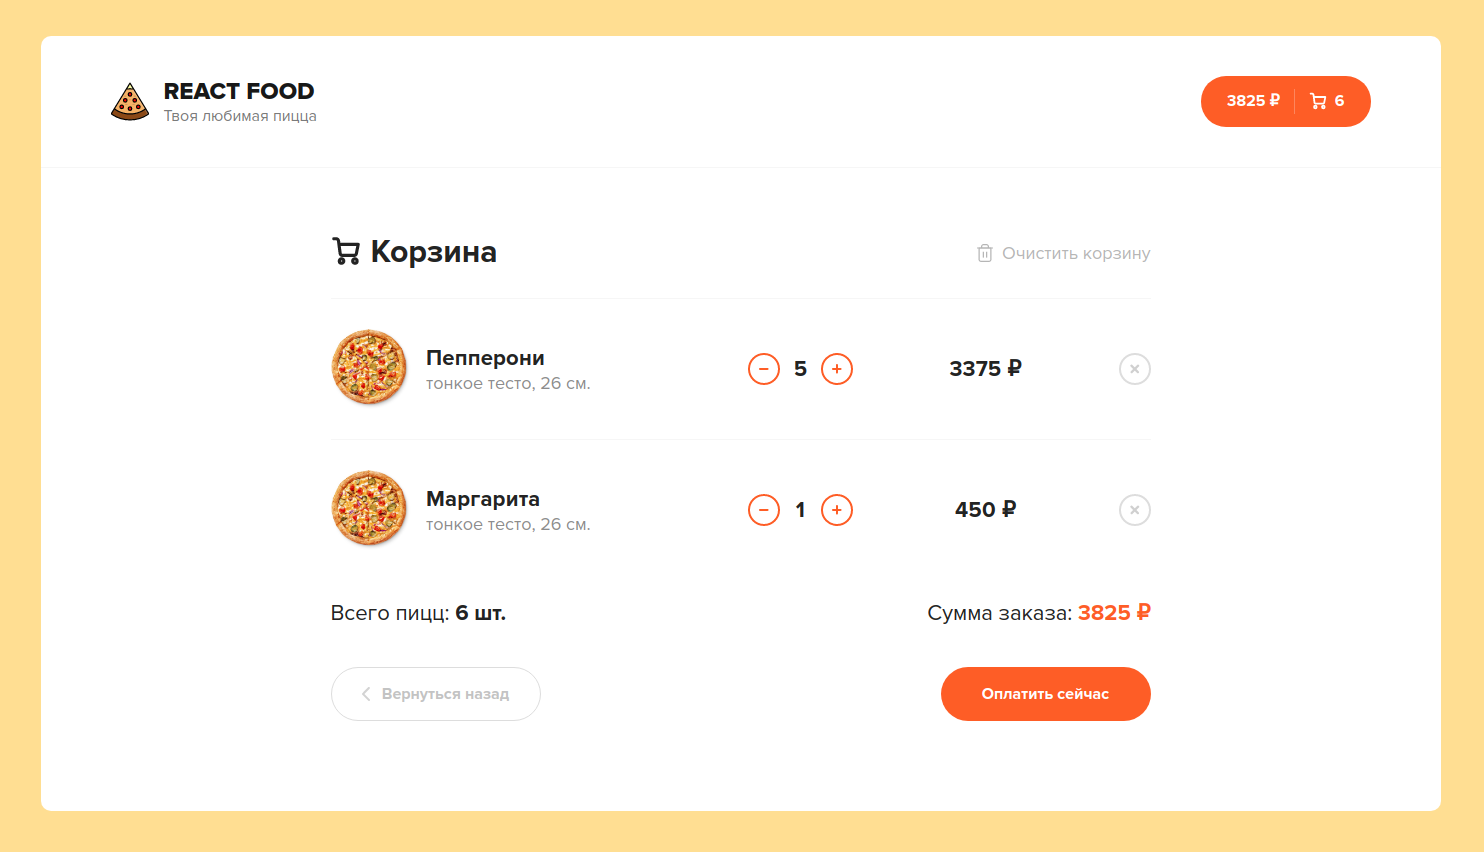 REACT FOOD
Твоя любимая пицца
3825 ₽ 6
Корзина
Очистить корзину
Пепперони
тонкое тесто, 26 см.
5
3375 ₽
Маргарита
тонкое тесто, 26 см.
1
450 ₽
Всего пицц: 6 шт.
Сумма заказа: 3825 ₽
Вернуться назад
Оплатить сейчас